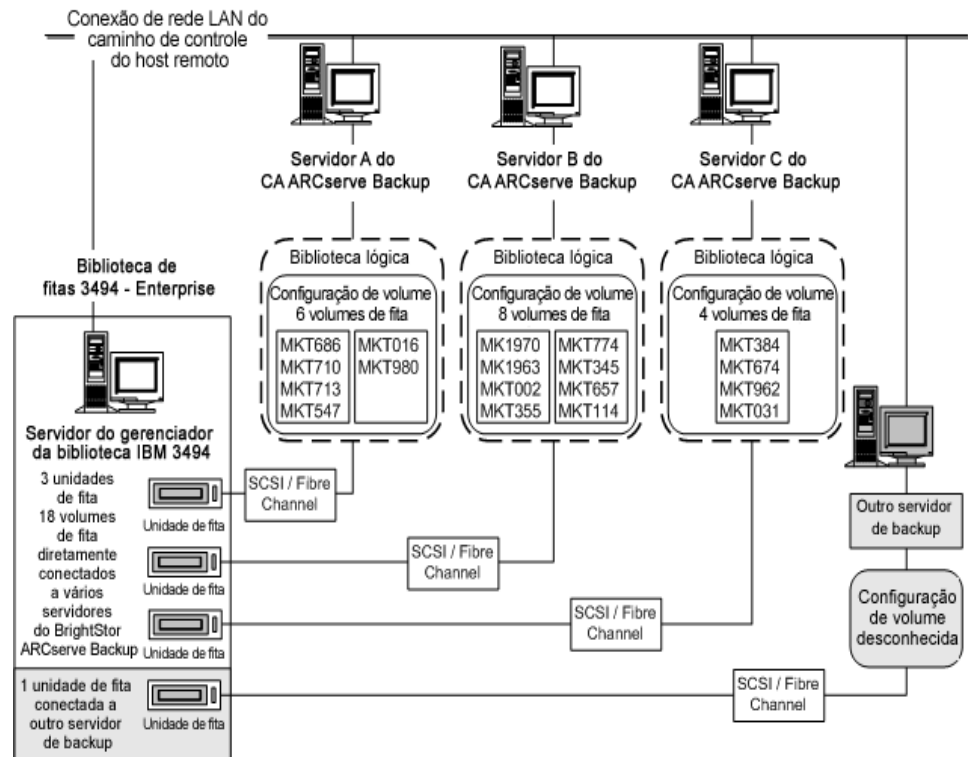 Conexão de rede LAN do
caminho de controle
do host remoto
Servidor A do
CA ARCserve Backup
Servidor B do
CA ARCserve Backup
Servidor C do
CA ARCserve Backup
Biblioteca lógica
Configuração de volume
6 volumes de fita
MKT686
MKT710
MKT713
MKT547
MKT016
MKT980
Biblioteca lógica
Configuração de volume
8 volumes de fita
MK1970
MK1963
MKT002
MKT355
MKT774
MKT345
MKT657
MKT114
Biblioteca lógica
Configuração de volume
4 volumes de fita
MKT384
MKT674
MKT962
MKT031
Biblioteca de
fitas 3494 - Enterprise
Servidor do gerenciador
da biblioteca IBM 3494
3 unidades
de fita
18 volumes
de fita
diretamente
conectados
a vários
servidores
do BrightStor
ARCserve Backup
Unidade de fita
Unidade de fita
Unidade de fita
SCSI / Fibre
Channel
SCSI / Fibre
Channel
SCSI / Fibre
Channel
Outro servidor
de backup
Configuração
de volume
desconhecida
1 unidade de fita
conectada a
outro servidor
de backup
Unidade de fita
SCSI / Fibre
Channel